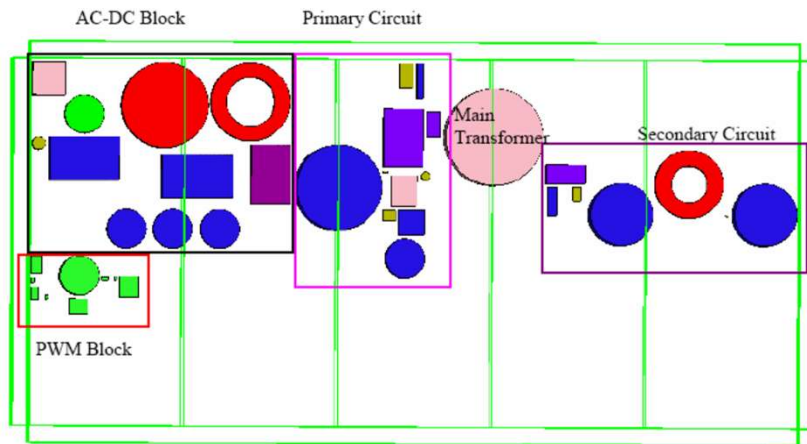 AC-DC Block
Primary Circuit
Main
Transformer
Secondary Circuit
PWM Block